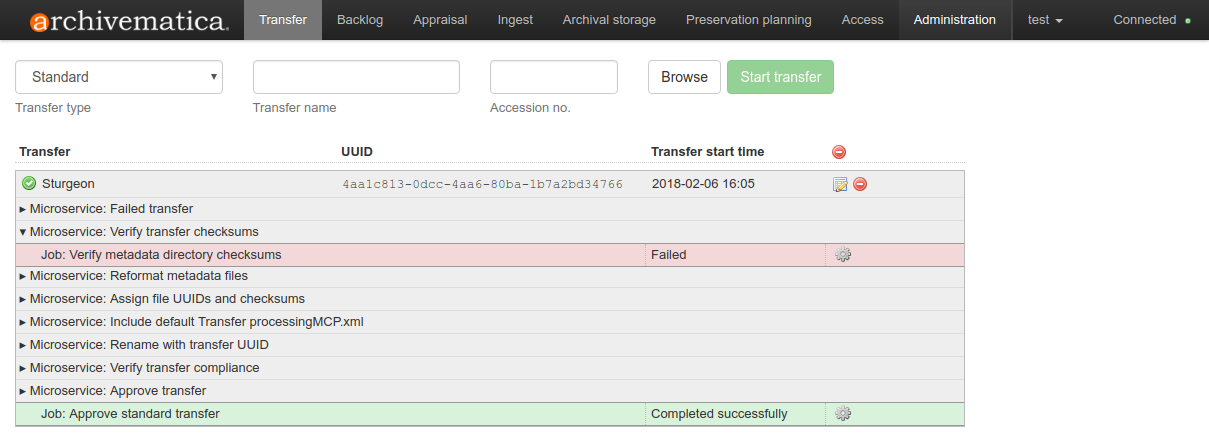 archivematica Transfer Backlog Appraisal Ingest Archival storage Preservation planning Access Administration test Connected
Standard Browse Start transfer
Transfer type Transfer name Accession no.
Transfer UUID Transfer start time
Sturgeon 4aa1c813-0dcc-4aa6-80ba-1b7a2bd34766 2018-02-06 16:05
Microservice: Failed transfer
Microservice: Verify transfer checksums
Job: Verify metadata directory checksums Failed
Microservice: Reformat metadata files
Microservice: Assign file UUIDs and checksums
Microservice: Include default Transfer processingMCP.xml
Microservice: Rename with transfer UUID
Microservice: Verify transfer compliance
Microservice: Approve transfer
Job: Approve standard transfer Completed successfully